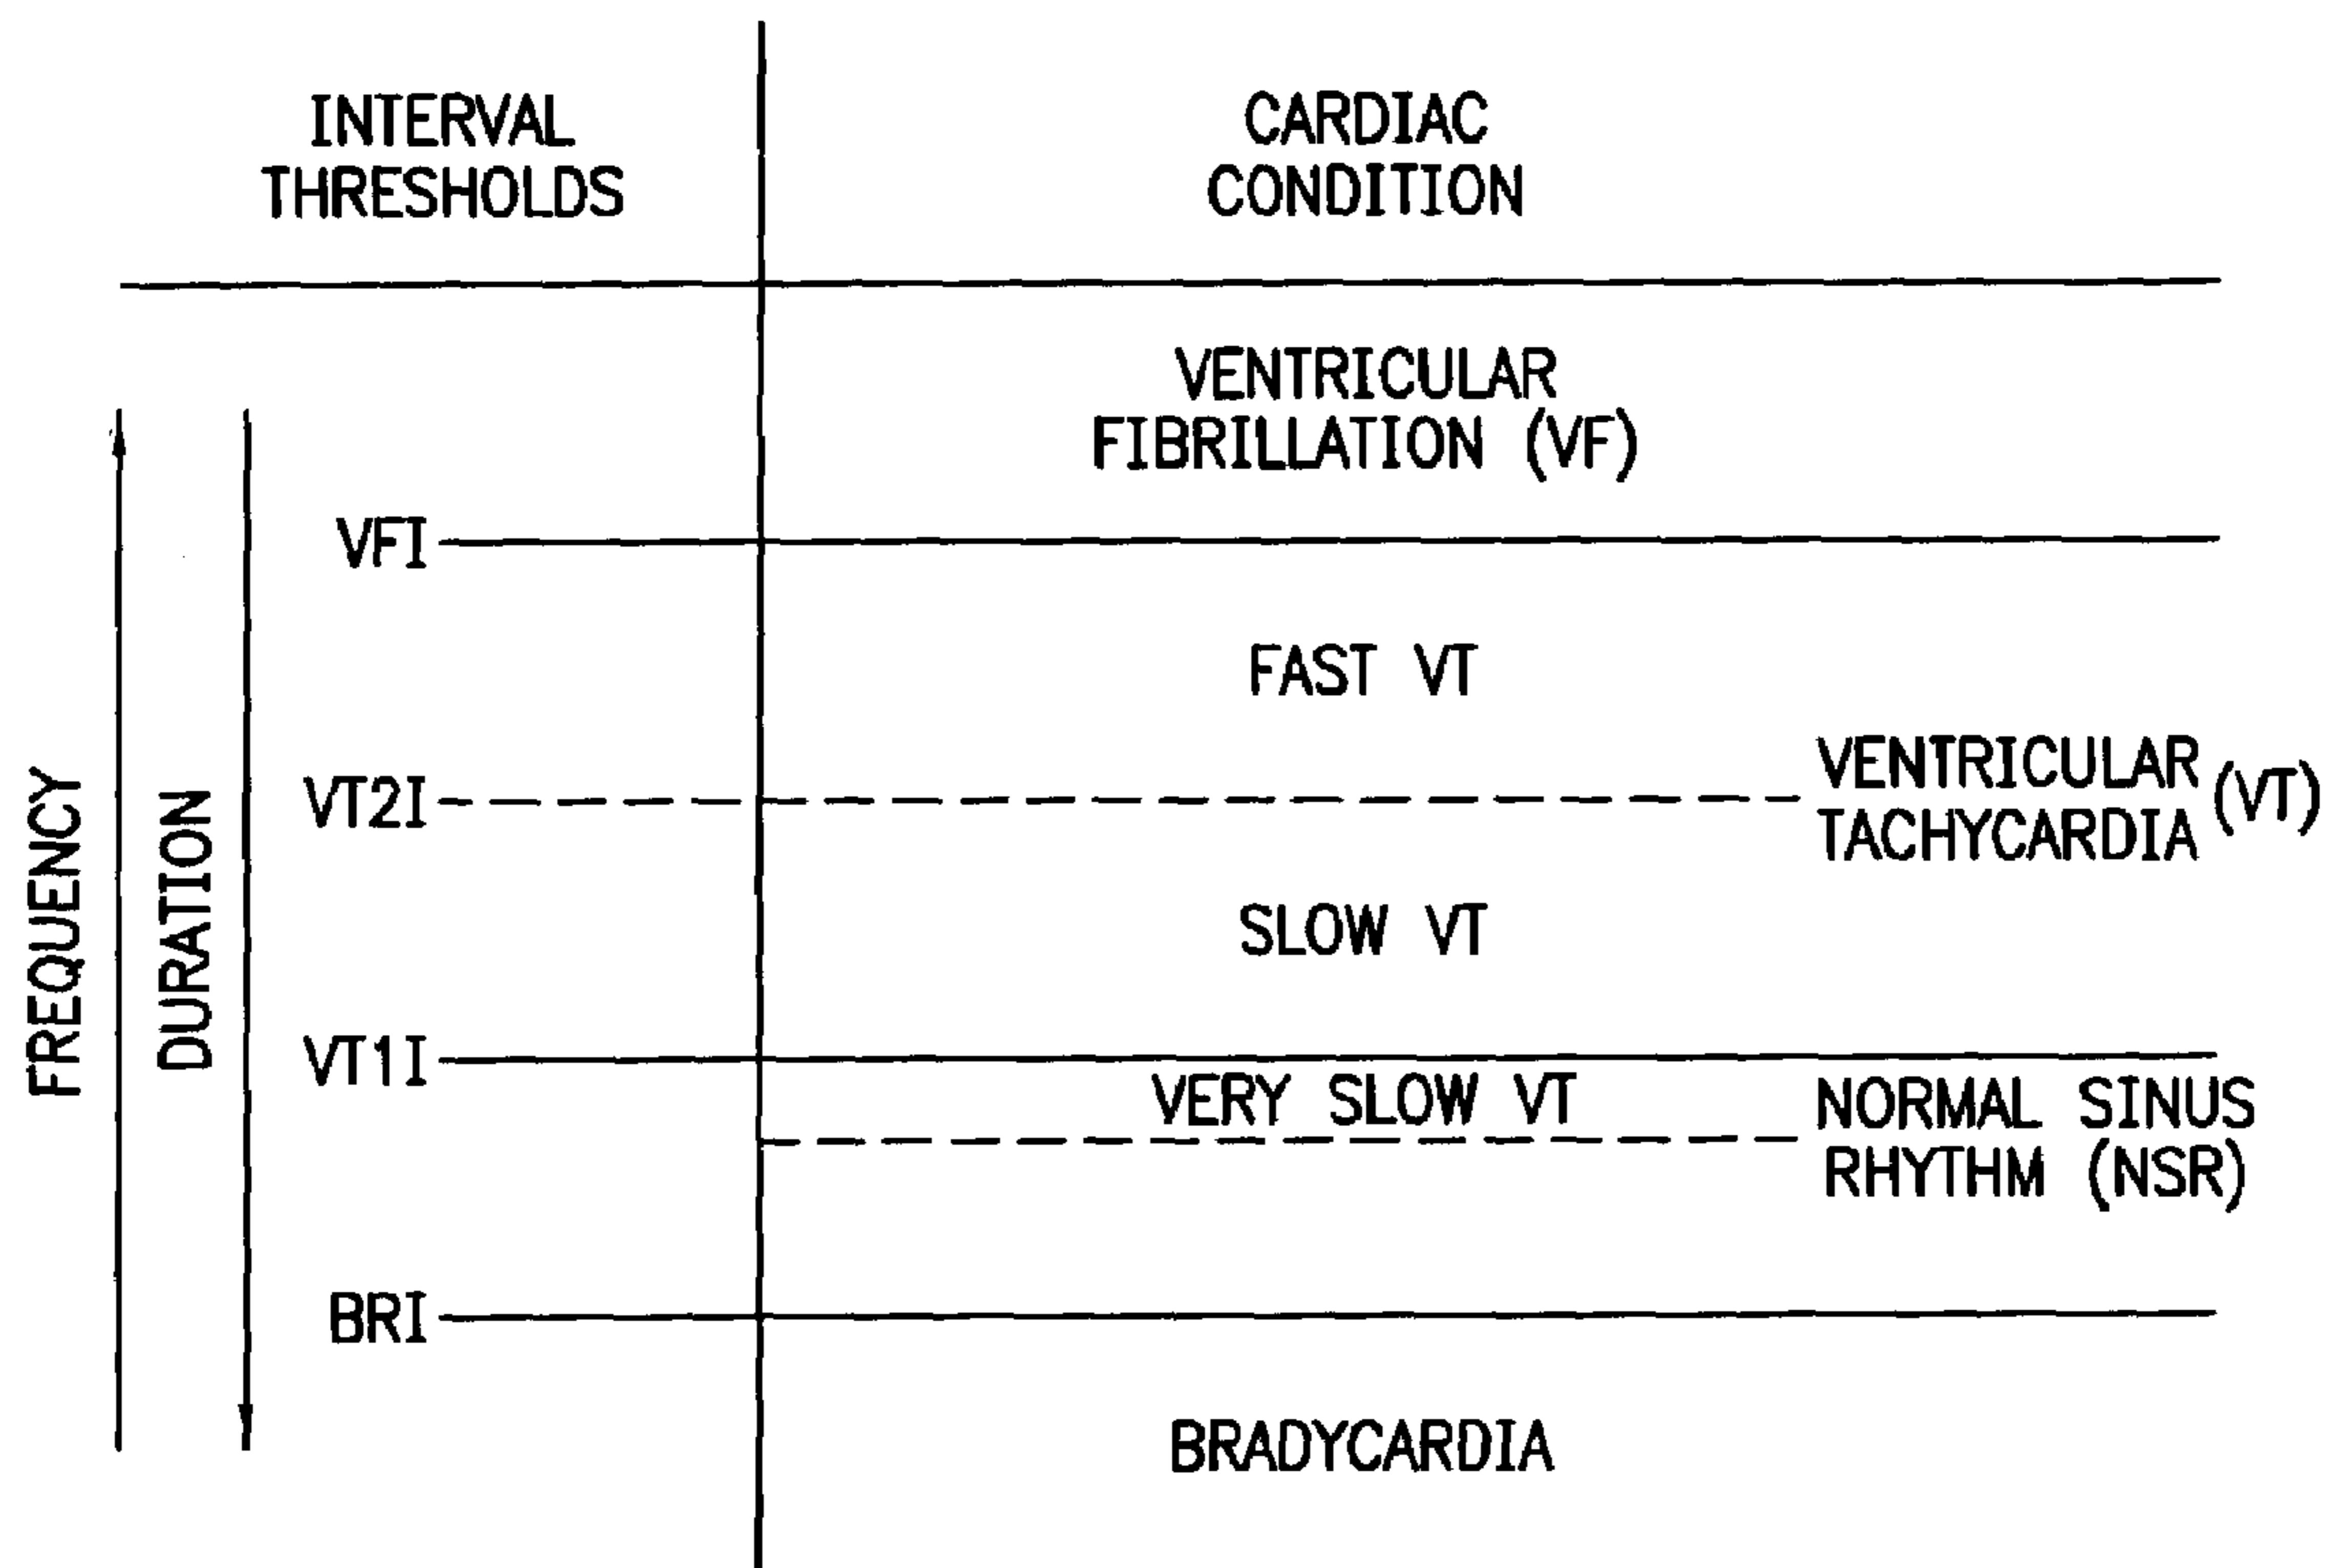 INTERVAL
THRESHOLDS
CARDIAC
CONDITION
VENTRICULAR
FIBRILLATION (VF)
VFI
FAST VT
VT2I
VENTRICULAR
TACHYCARDIA
(VT)
SLOW VT
VT1I
VERY SLOW VT
NORMAL SINUS
RHYTHM (NSR)
BRI
BRADYCARDIA
FREQUENCY
DURATION